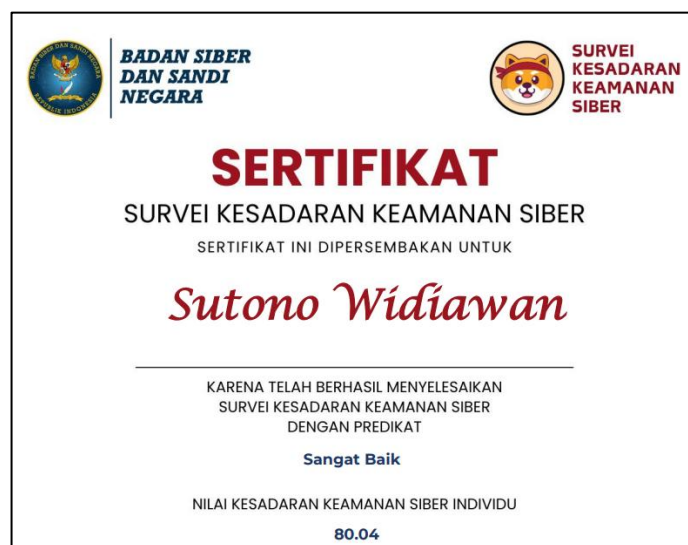 BADAN SIBER
DAN SANDI
NEGARA
SURVEI
KESADARAN
KEAMANAN
SIBER
SERTIFIKAT
SURVEI KESADARAN KEAMANAN SIBER
SERTIFIKAT INI DIPERSEMBAKAN UNTUK
Sutono Widiawan
KARENA TELAH BERHASIL MENYELESAIKAN
SURVEI KESADARAN KEAMANAN SIBER
DENGAN PREDIKAT
Sangat Baik
NILAI KESADARAN KEAMANAN SIBER INDIVIDU
80.04